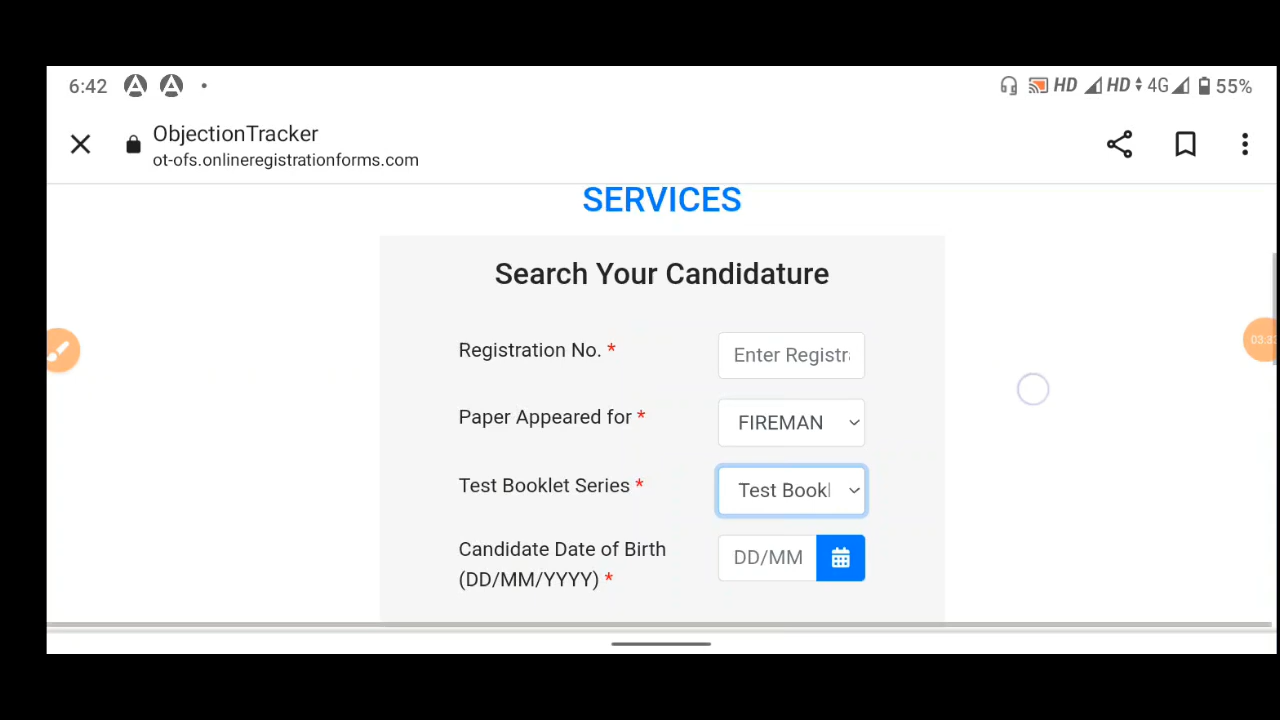 6:42
HD HD 4G 55%
ObjectionTracker
ot-ofs.onlineregistrationforms.com
SERVICES
Search Your Candidature
Registration No. *
Enter Registr
Paper Appeared for *
FIREMAN
Test Booklet Series *
Test Bookl
Candidate Date of Birth
(DD/MM/YYYY) *
DD/MM